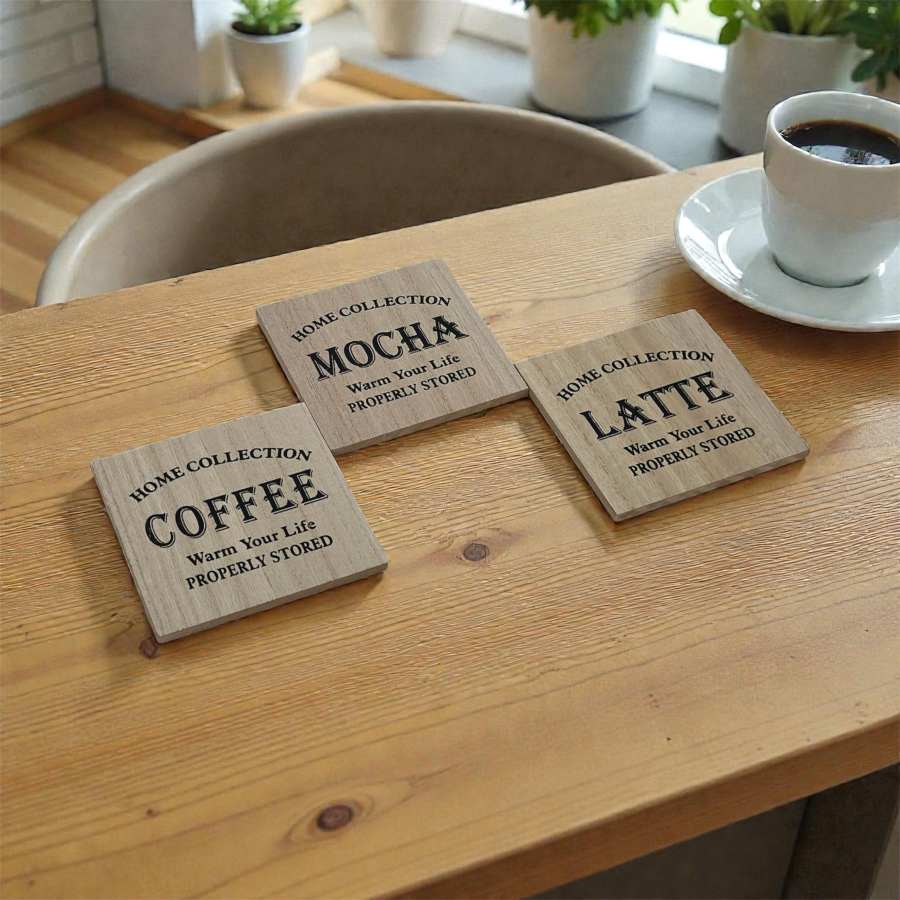 HOME COLLECTION
MOCHA
Warm Your Life
PROPERLY STORED
HOME COLLECTION
LATTE
Warm Your Life
PROPERLY STORED
HOME COLLECTION
COFFEE
Warm Your Life
PROPERLY STORED